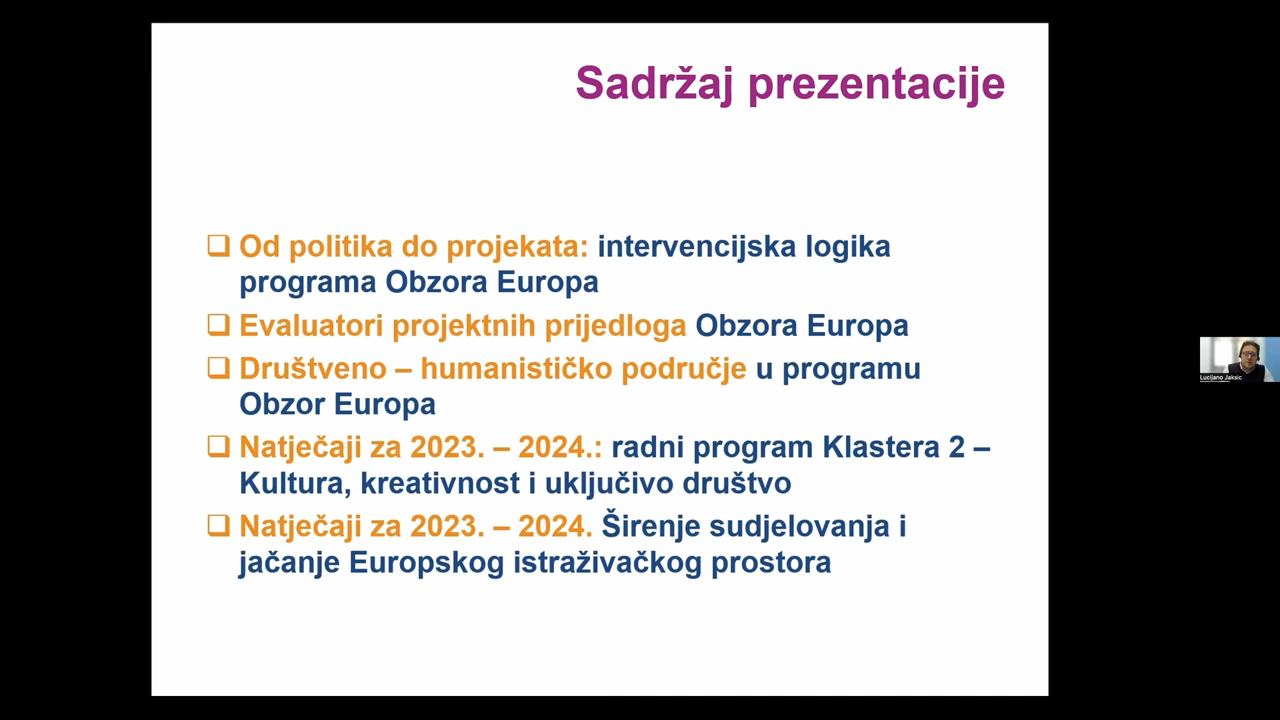 Sadržaj prezentacije
Od politika do projekata: intervencijska logika
programa Obzora Europa
Evaluatori projektnih prijedloga Obzora Europa
Društveno – humanističko područje u programu
Obzor Europa
Natječaji za 2023. – 2024.: radni program Klastera 2 –
Kultura, kreativnost i uključivo društvo
Natječaji za 2023. – 2024. Širenje sudjelovanja i
jačanje Europskog istraživačkog prostora
Lucijano Jaksic